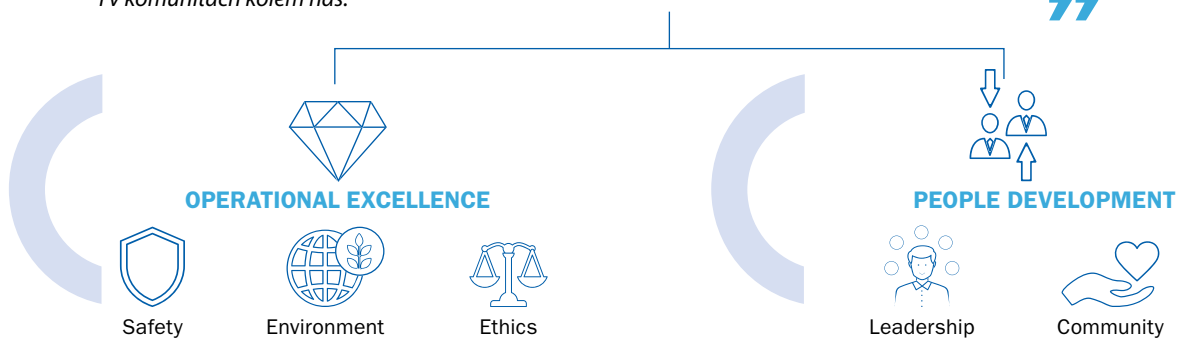 i v komunitách kolem nás.
”
OPERATIONAL EXCELLENCE
PEOPLE DEVELOPMENT
Safety
Environment
Ethics
Leadership
Community